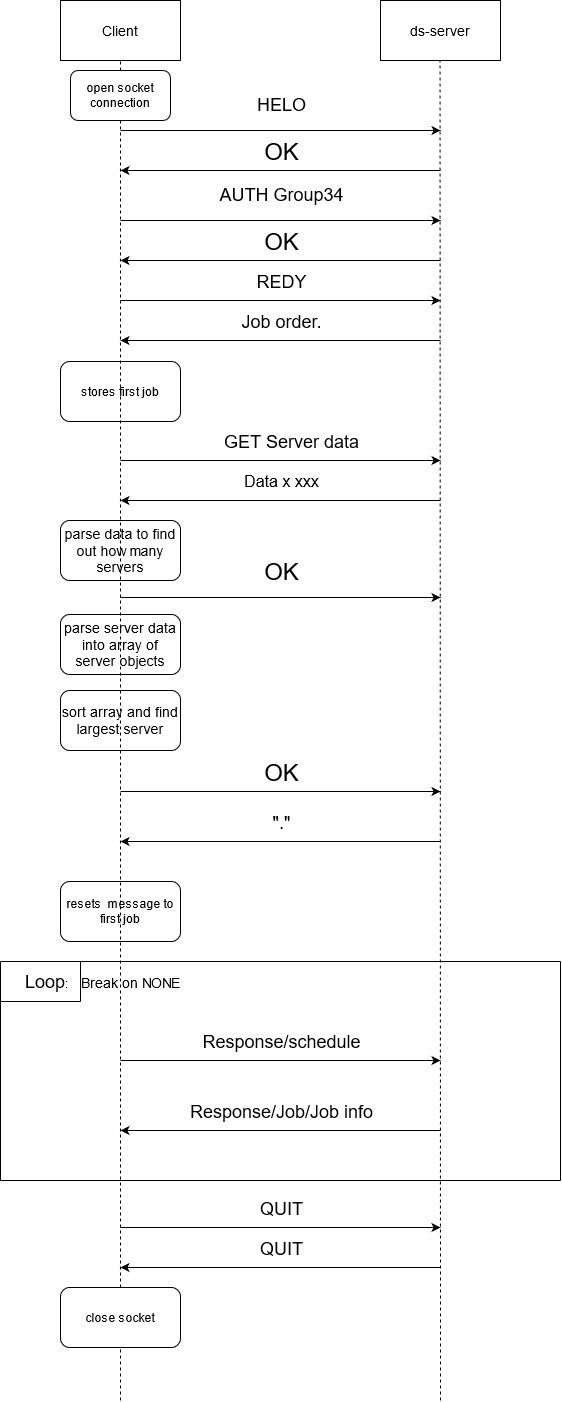 Client
ds-server
open socket
connection
HELO
OK
AUTH Group34
OK
REDY
Job order.
stores first job
GET Server data
Data x xxx
parse data to find
out how many
servers
OK
parse server data
into array of
server objects
sort array and find
largest server
OK
"."
resets message to
first job
Loop: Break on NONE
Response/schedule
Response/Job/Job info
QUIT
QUIT
close socket